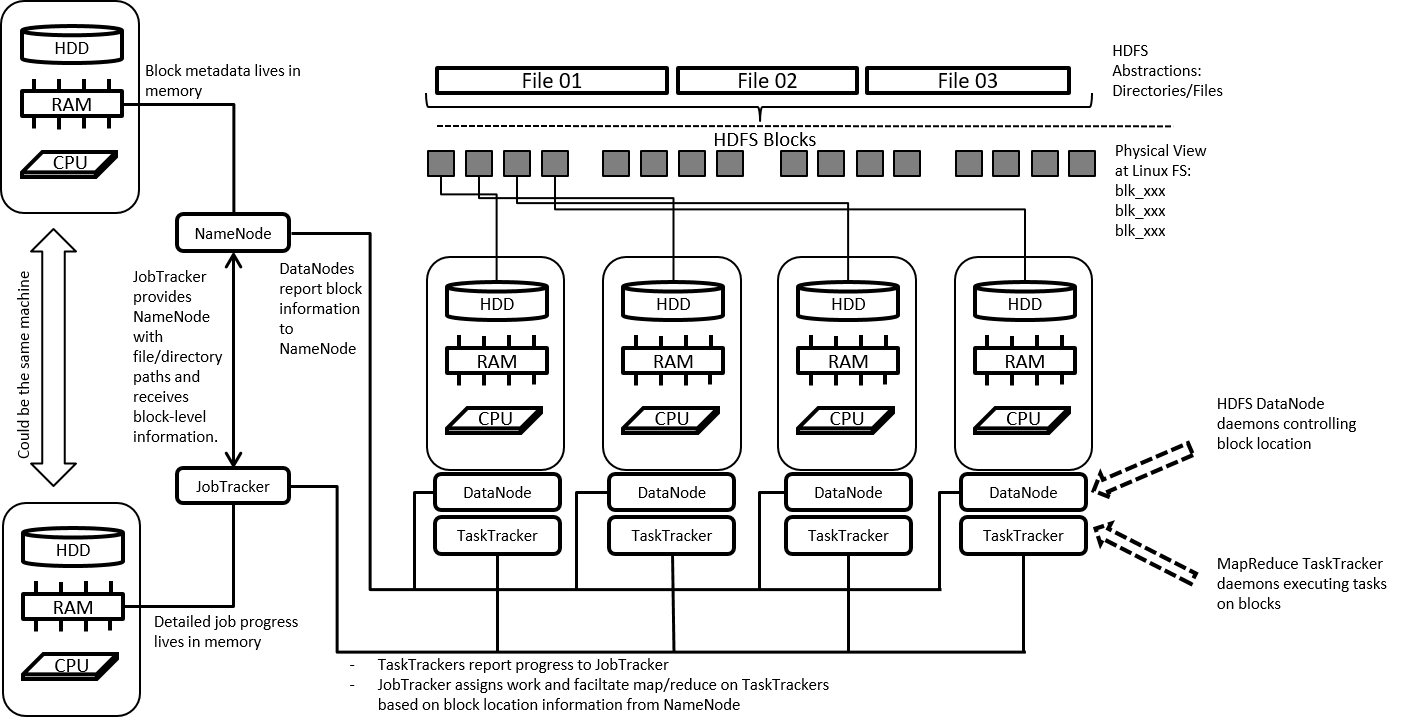 HDD
RAM
CPU
Block metadata lives in
memory
File 01
File 02
File 03
HDFS
Abstractions:
Directories/Files
HDFS Blocks
Physical View
at Linux FS:
blk_xxx
blk_xxx
blk_xxx
NameNode
Could be the same machine
JobTracker
provides
NameNode
with
file/directory
paths and
receives
block-level
information.
DataNodes
report block
information
to
NameNode
HDD
RAM
CPU
HDD
RAM
CPU
HDD
RAM
CPU
HDD
RAM
CPU
HDFS DataNode
daemons controlling
block location
JobTracker
DataNode
DataNode
DataNode
DataNode
TaskTracker
TaskTracker
TaskTracker
TaskTracker
MapReduce TaskTracker
daemons executing tasks
on blocks
HDD
RAM
CPU
Detailed job progress
lives in memory
- TaskTrackers report progress to JobTracker
- JobTracker assigns work and faciltate map/reduce on TaskTrackers
based on block location information from NameNode